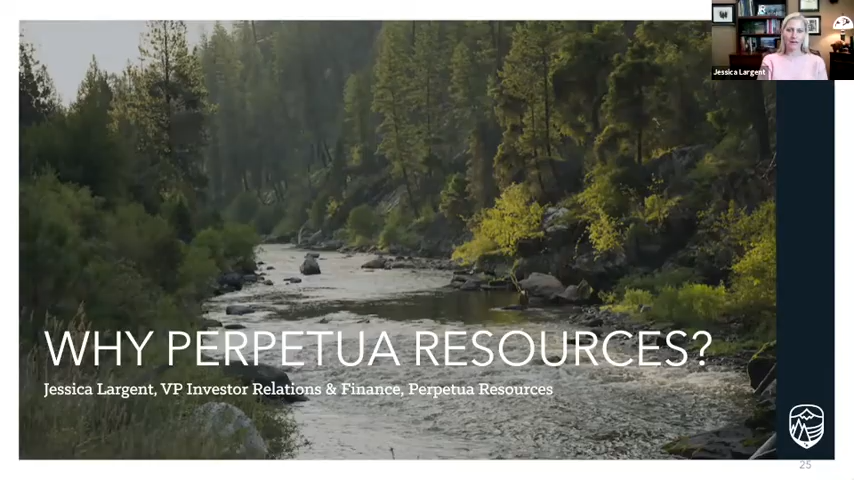 Jessica Largent
WHY PERPETUA RESOURCES?
Jessica Largent, VP Investor Relations & Finance, Perpetua Resources
25